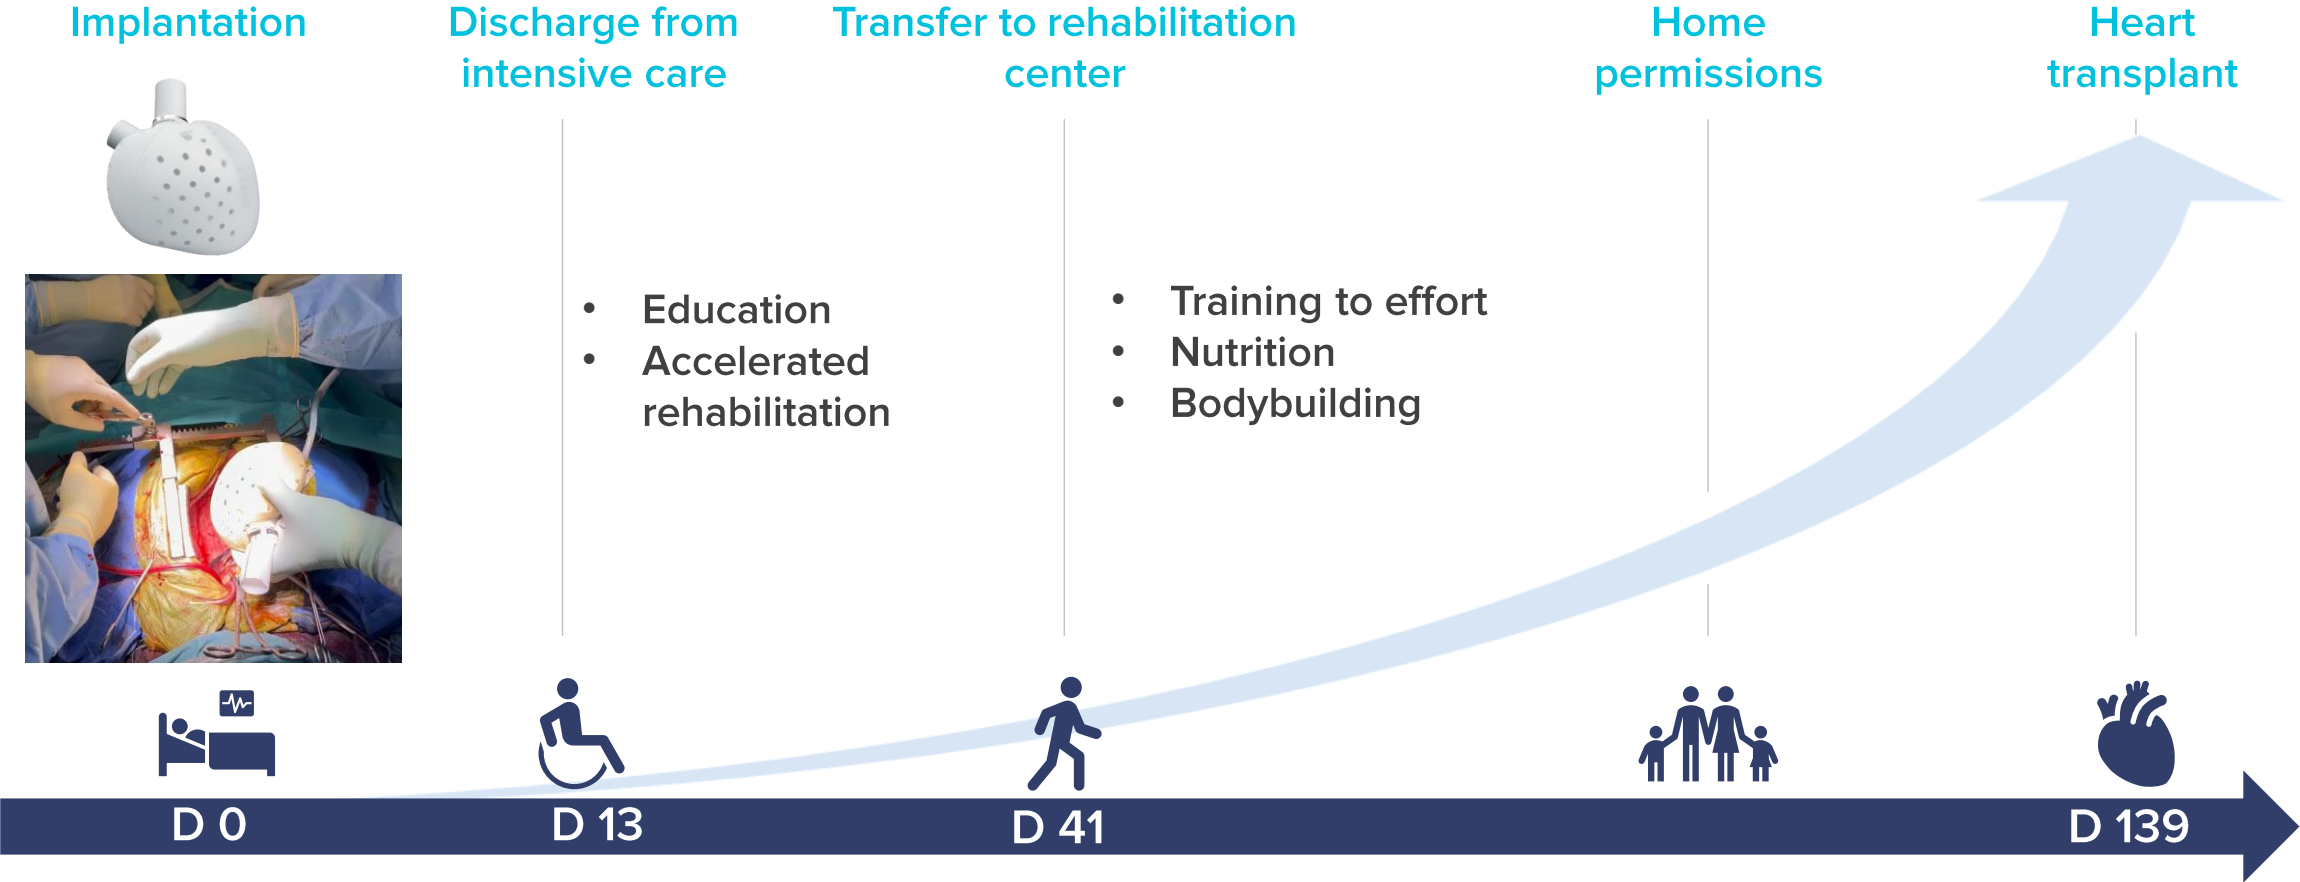 Implantation
Discharge from
intensive care
Transfer to rehabilitation
center
Home
permissions
Heart
transplant
• Education
• Accelerated
rehabilitation
• Training to effort
• Nutrition
• Bodybuilding
D 0
D 13
D 41
D 139